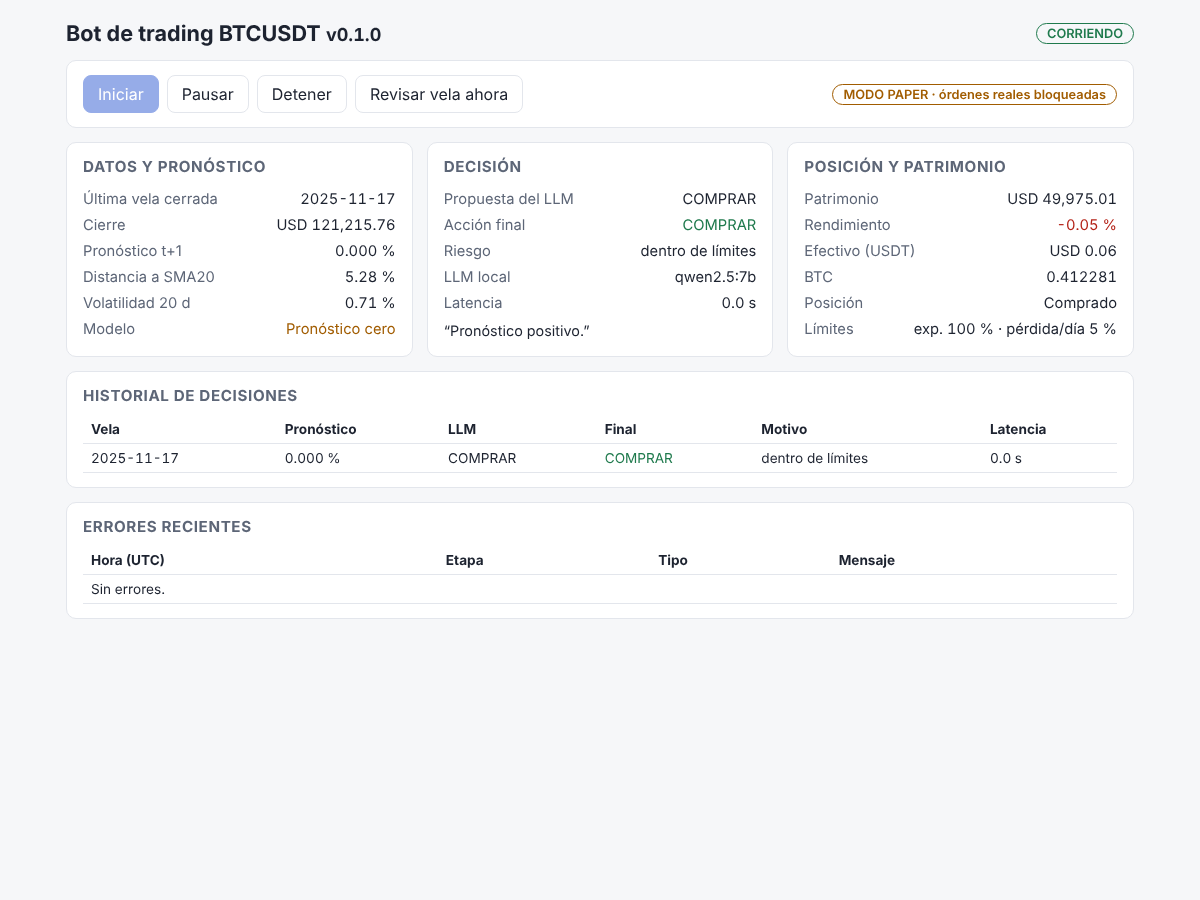 Bot de trading BTCUSDT v0.1.0
CORRIENDO
Iniciar
Pausar
Detener
Revisar vela ahora
MODO PAPER · órdenes reales bloqueadas
DATOS Y PRONÓSTICO
Última vela cerrada 2025-11-17
Cierre USD 121,215.76
Pronóstico t+1 0.000 %
Distancia a SMA20 5.28 %
Volatilidad 20 d 0.71 %
Modelo Pronóstico cero
DECISIÓN
Propuesta del LLM COMPRAR
Acción final COMPRAR
Riesgo dentro de límites
LLM local qwen2.5:7b
Latencia 0.0 s
“Pronóstico positivo.”
POSICIÓN Y PATRIMONIO
Patrimonio USD 49,975.01
Rendimiento -0.05 %
Efectivo (USDT) USD 0.06
BTC 0.412281
Posición Comprado
Límites exp. 100 % · pérdida/día 5 %
HISTORIAL DE DECISIONES
Vela Pronóstico LLM Final Motivo Latencia
2025-11-17 0.000 % COMPRAR COMPRAR dentro de límites 0.0 s
ERRORES RECIENTES
Hora (UTC) Etapa Tipo Mensaje
Sin errores.